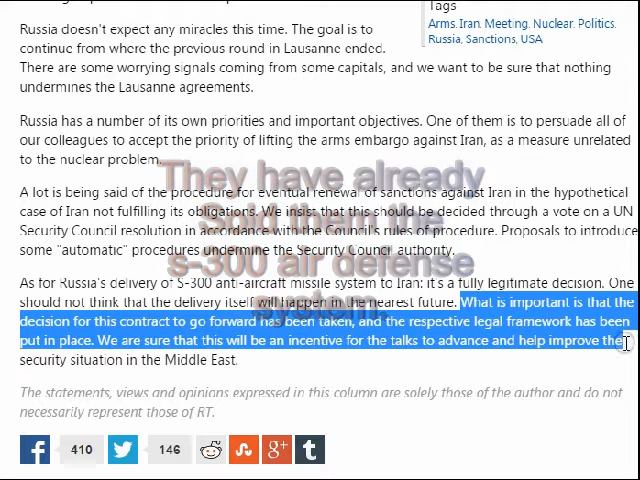 Tags
Arms, Iran, Meeting, Nuclear, Politics,
Russia, Sanctions, USA
Russia doesn't expect any miracles this time. The goal is to
continue from where the previous round in Lausanne ended.
There are some worrying signals coming from some capitals, and we want to be sure that nothing
undermines the Lausanne agreements.
Russia has a number of its own priorities and important objectives. One of them is to persuade all of
our colleagues to accept the priority of lifting the arms embargo against Iran, as a measure unrelated
to the nuclear problem.
They have already
Sold them the
s-300 air defense
system.
A lot is being said of the procedure for eventual renewal of sanctions against Iran in the hypothetical
case of Iran not fulfilling its obligations. We insist that this should be decided through a vote on a UN
Security Council resolution in accordance with the Council's rules of procedure. Proposals to introduce
some "automatic" procedures undermine the Security Council authority.
As for Russia's delivery of S-300 anti-aircraft missile system to Iran: it's a fully legitimate decision. One
should not think that the delivery itself will happen in the nearest future. What is important is that the
decision for this contract to go forward has been taken, and the respective legal framework has been
put in place. We are sure that this will be an incentive for the talks to advance and help improve the
security situation in the Middle East.
The statements, views and opinions expressed in this column are solely those of the author and do not
necessarily represent those of RT.
f 410 146 g+ t